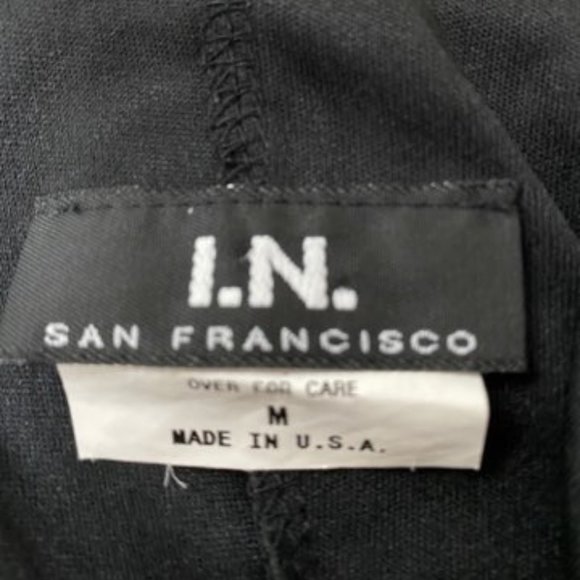 I.N.
SAN FRANCISCO
OVER FOR CARE
M
MADE IN U.S.A.